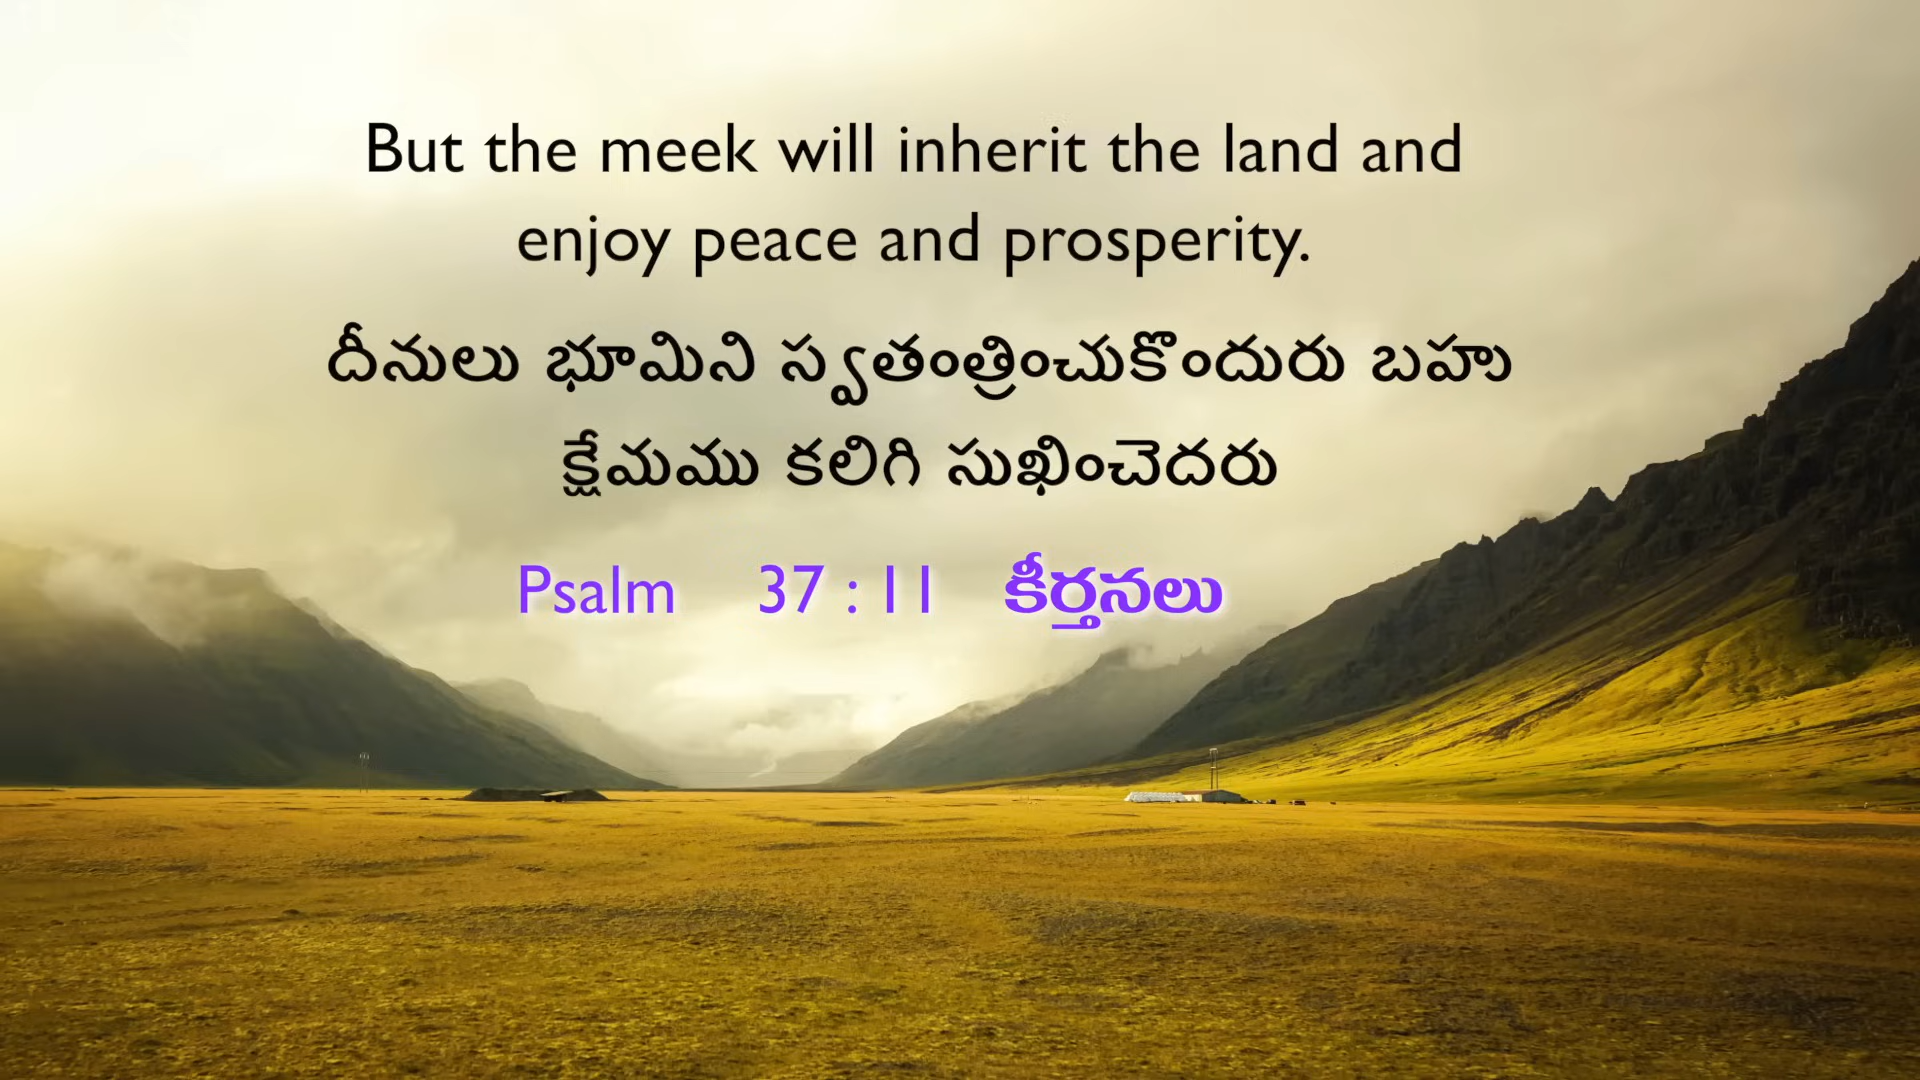 But the meek will inherit the land and
enjoy peace and prosperity.
దీనులు భూమిని స్వతంత్రించుకొందురు బహు
క్షేమము కలిగి సుఖించెదరు
Psalm 37 : 11 కీర్తనలు